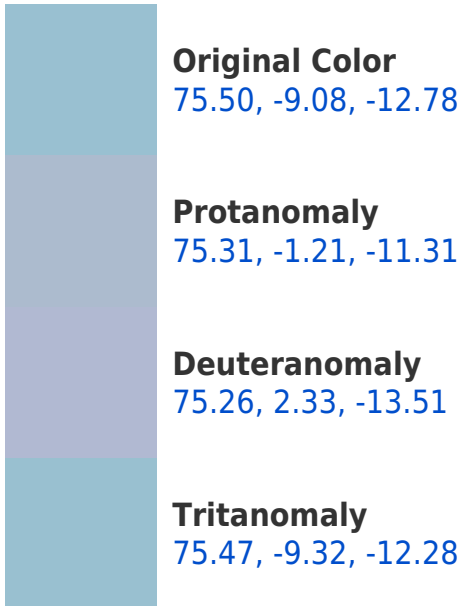 Original Color
75.50, -9.08, -12.78
Protanomaly
75.31, -1.21, -11.31
Deuteranomaly
75.26, 2.33, -13.51
Tritanomaly
75.47, -9.32, -12.28